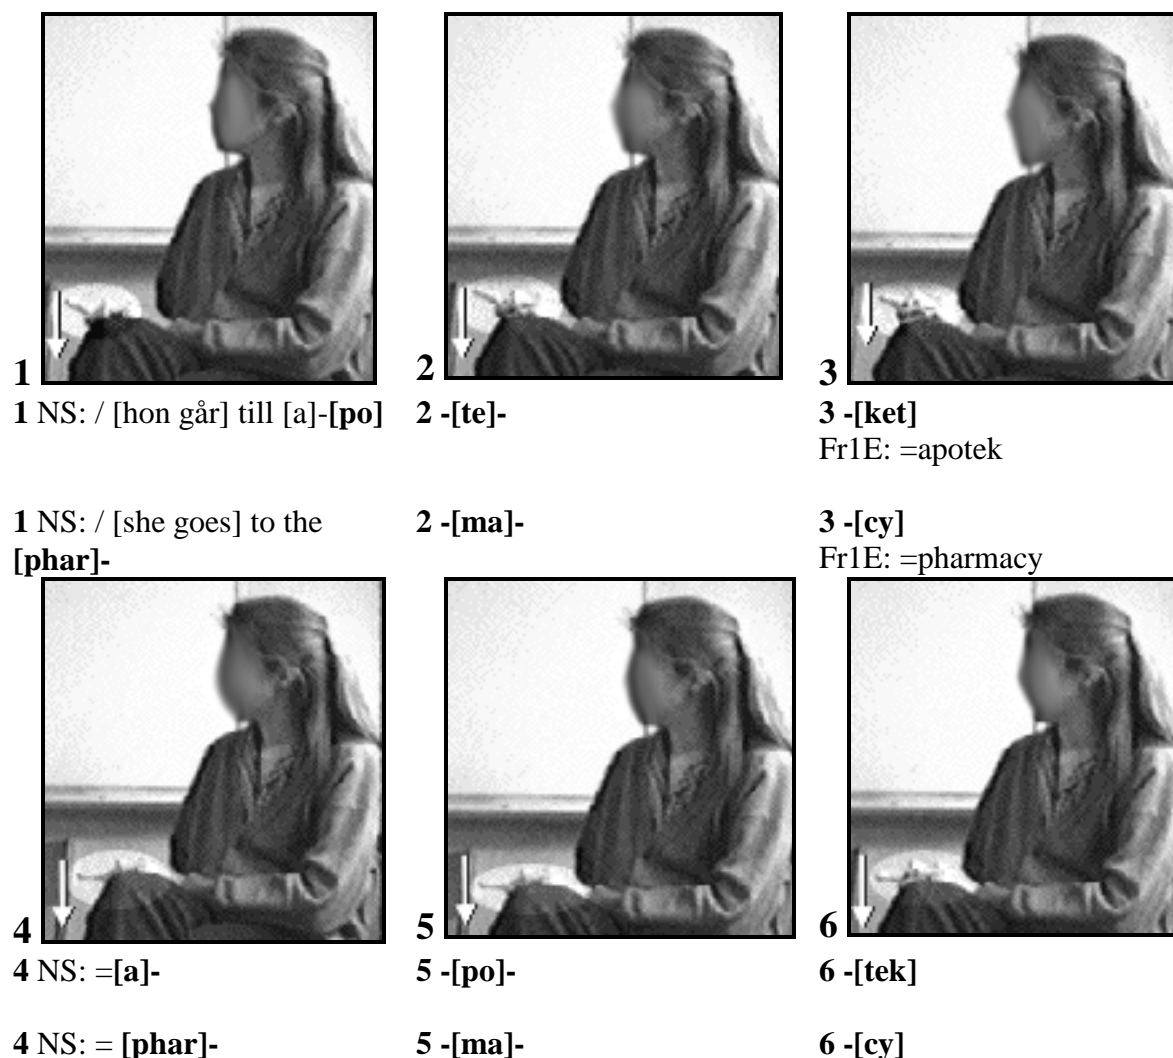 1
2
3
1 NS: / [hon går] till [a]-[po]
2 -[te]-
3 -[ket]
Fr1E: =apotek
1 NS: / [she goes] to the
[phar]-
2 -[ma]-
3 -[cy]
Fr1E: =pharmacy
4
5
6
4 NS: =[a]-
5 -[po]-
6 -[tek]
4 NS: = [phar]-
5 -[ma]-
6 -[cy]